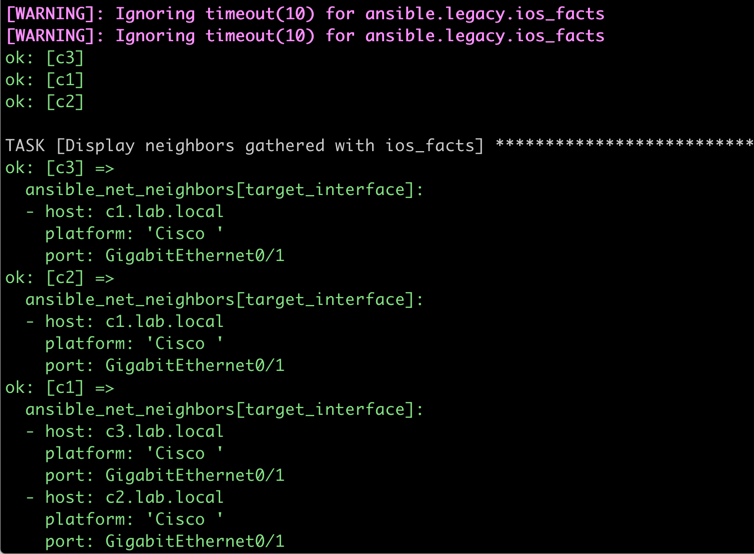 [WARNING]: Ignoring timeout(10) for ansible.legacy.ios_facts
[WARNING]: Ignoring timeout(10) for ansible.legacy.ios_facts
ok: [c3]
ok: [c1]
ok: [c2]

TASK [Display neighbors gathered with ios_facts] **************************
ok: [c3] =>
  ansible_net_neighbors[target_interface]:
  - host: c1.lab.local
    platform: 'Cisco '
    port: GigabitEthernet0/1
ok: [c2] =>
  ansible_net_neighbors[target_interface]:
  - host: c1.lab.local
    platform: 'Cisco '
    port: GigabitEthernet0/1
ok: [c1] =>
  ansible_net_neighbors[target_interface]:
  - host: c3.lab.local
    platform: 'Cisco '
    port: GigabitEthernet0/1
  - host: c2.lab.local
    platform: 'Cisco '
    port: GigabitEthernet0/1